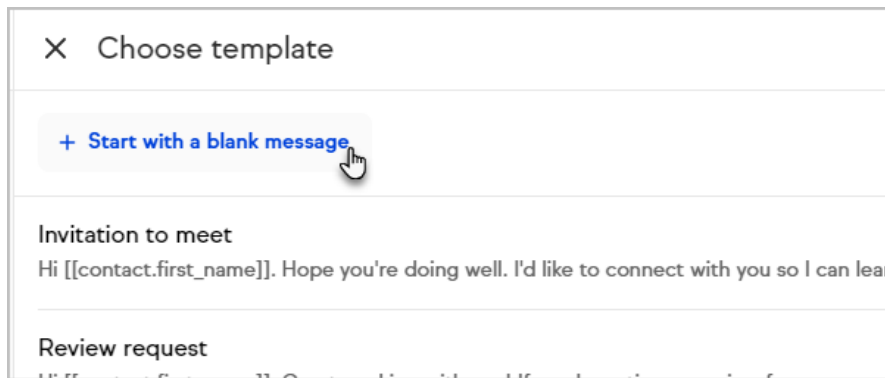 Choose template
+ Start with a blank message
Invitation to meet
Hi [[contact.first_name]]. Hope you're doing well. I'd like to connect with you so I can
Review request